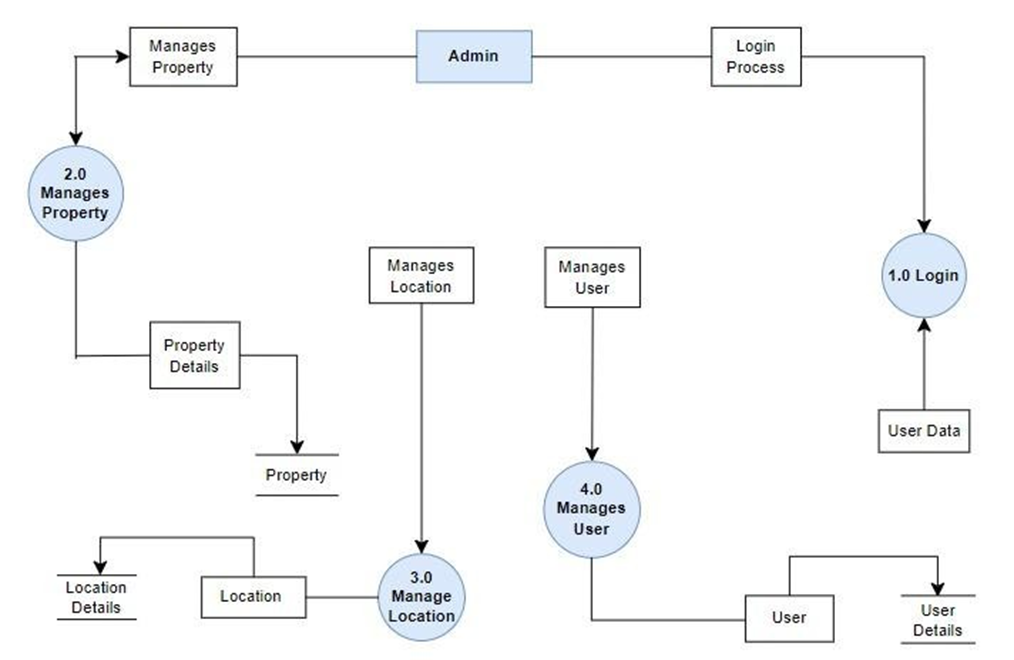 Manages
Property
Admin
Login
Process
2.0
Manages
Property
Manages
Location
Manages
User
1.0 Login
Property
Details
User Data
Property
4.0
Manages
User
Location
Details
Location
3.0
Manage
Location
User
User
Details